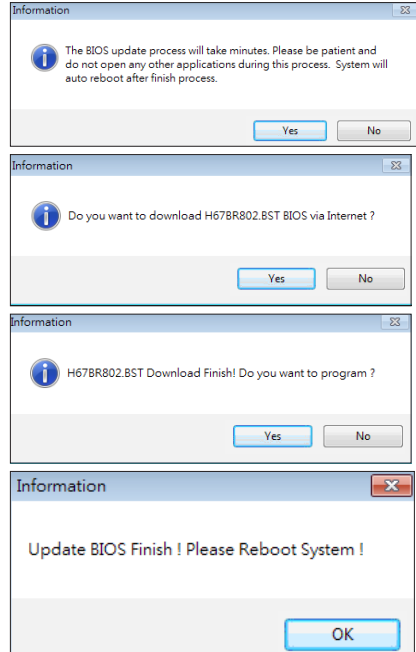 Information
The BIOS update process will take minutes. Please be patient and
do not open any other applications during this process.  System will
auto reboot after finish process.
Yes No
Information
Do you want to download H67BR802.BST BIOS via Internet ?
Yes No
Information
H67BR802.BST Download Finish! Do you want to program ?
Yes No
Information
Update BIOS Finish ! Please Reboot System !
OK